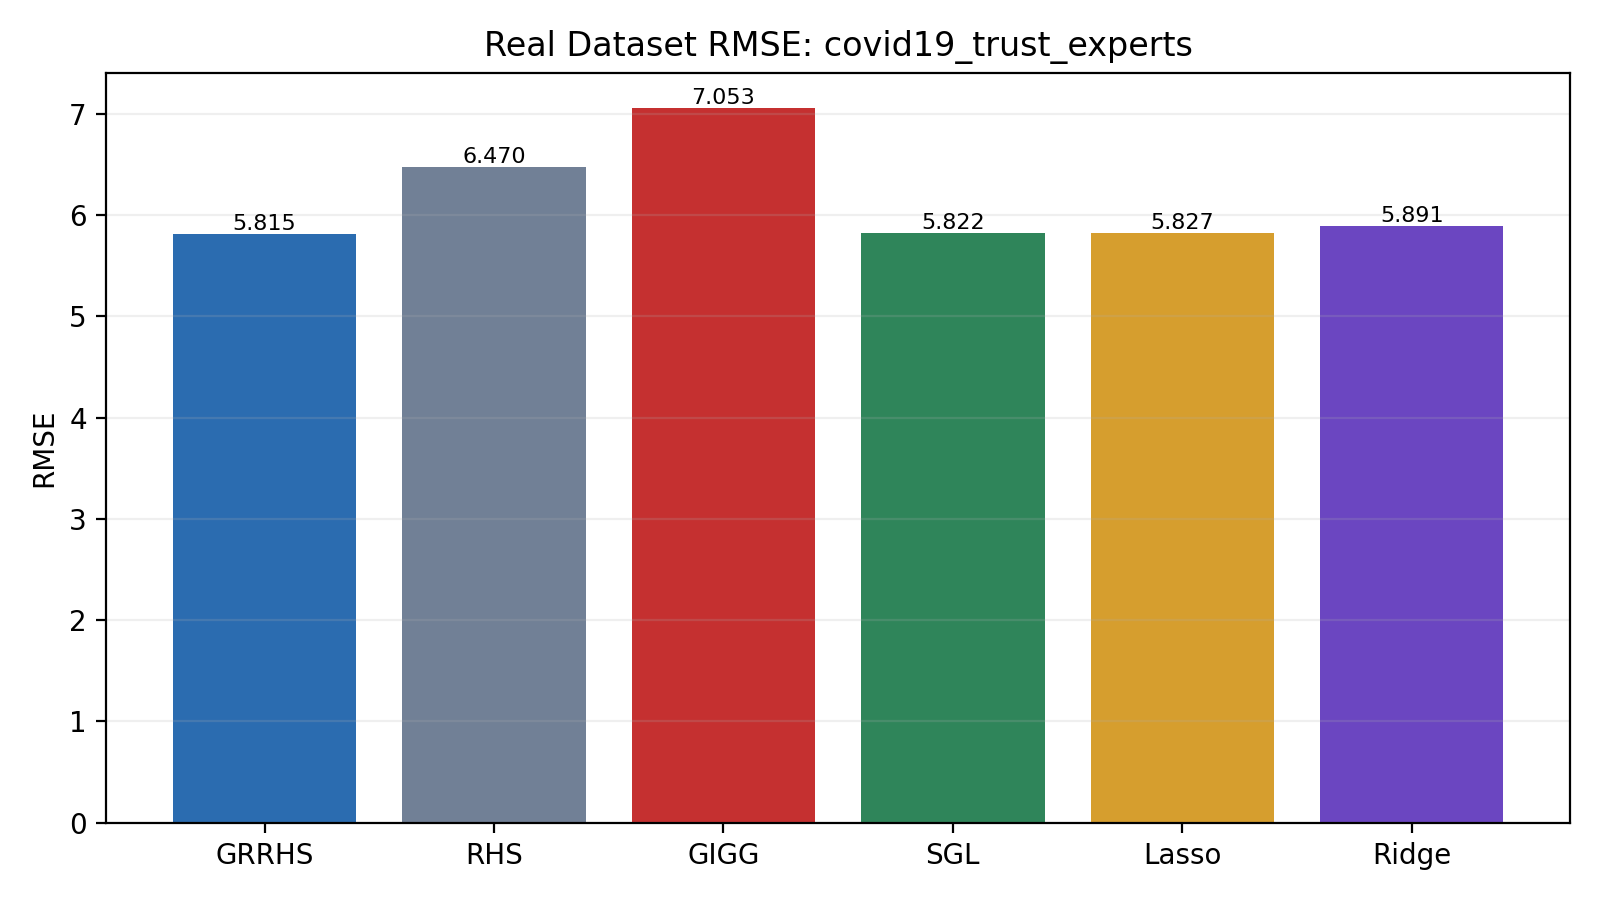 Real Dataset RMSE: covid19_trust_experts
RMSE
7
6
5
4
3
2
1
0
5.815
6.470
7.053
5.822
5.827
5.891
GRRHS
RHS
GIGG
SGL
Lasso
Ridge